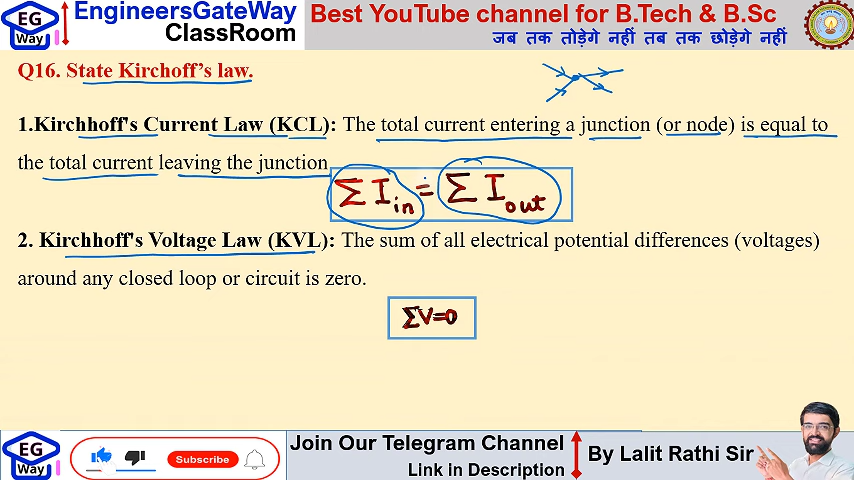 EG
Way
EngineersGateWay
ClassRoom
Best YouTube channel for B.Tech & B.Sc
जब तक तोड़ेगे नहीं तब तक छोड़ेगे नहीं
Q16. State Kirchoff's law.
1.Kirchhoff's Current Law (KCL): The total current entering a junction (or node) is equal to
the total current leaving the junction
Σ I in = Σ I out
2. Kirchhoff's Voltage Law (KVL): The sum of all electrical potential differences (voltages)
around any closed loop or circuit is zero.
ΣV=0
EG
Way
Subscribe
Join Our Telegram Channel
Link in Description
By Lalit Rathi Sir